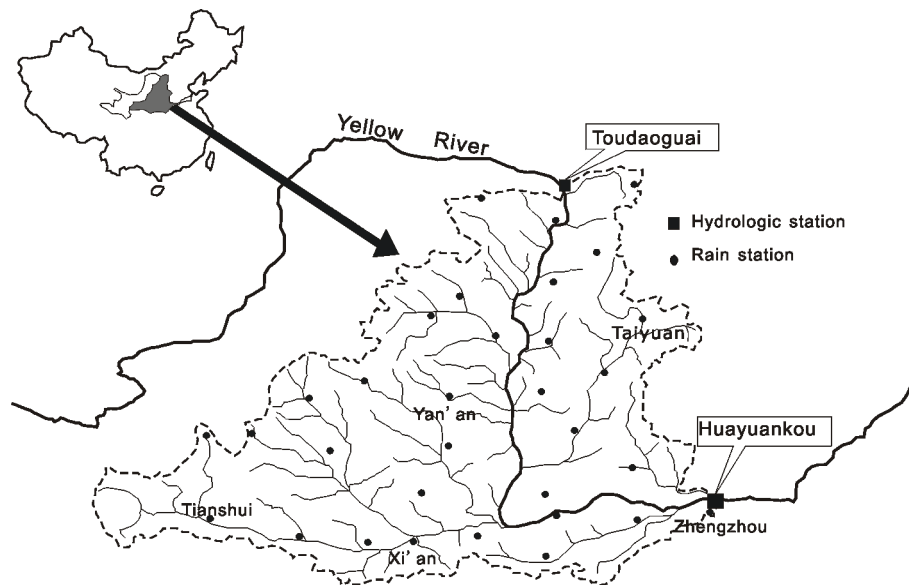 Yellow River
Toudaoguai
Hydrologic station
Rain station
Taiyuan
Yan' an
Huayuankou
Tianshui
Zhengzhou
Xi' an